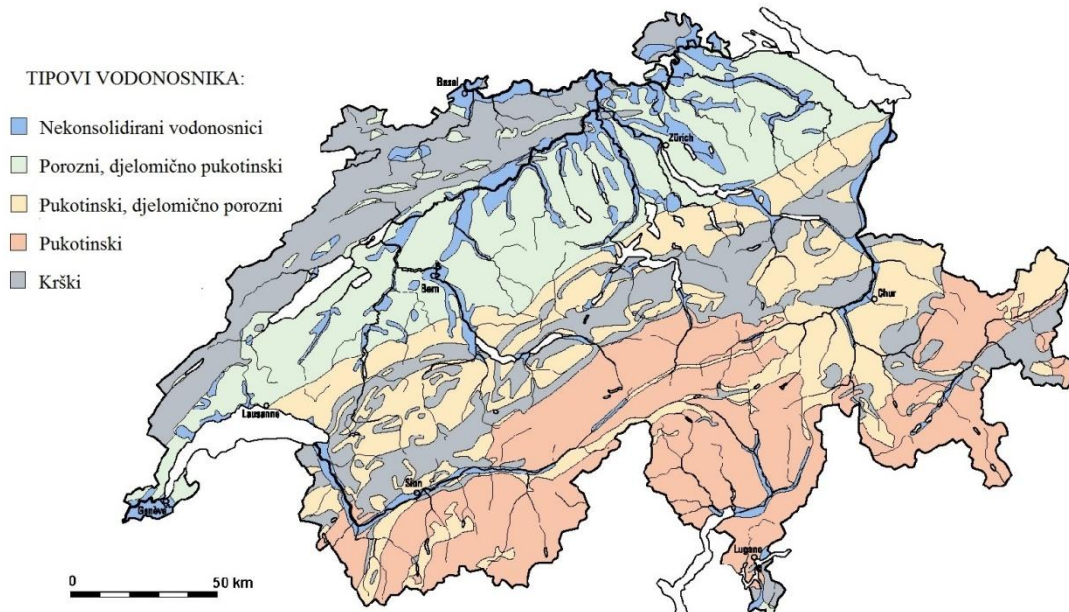 TIPOVI VODONOSNIKA:
Nekonsolidirani vodonosnici
Porozni, djelomično pukotinski
Pukotinski, djelomično porozni
Pukotinski
Krški
Basel
Zürich
Bern
Chur
Lausanne
Sion
Genève
Lugano
0 50 km